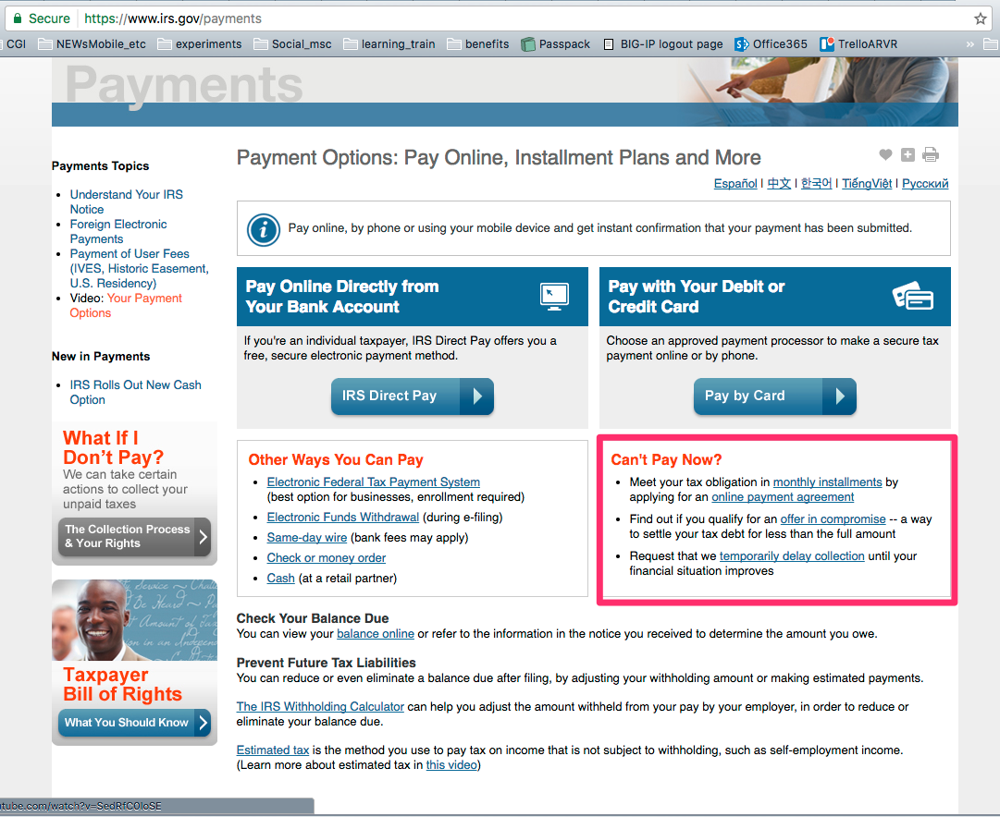 Secure https://www.irs.gov/payments
CGI NEWsMobile_etc experiments Social_msc learning_train benefits Passpack BIG-IP logout page Office365 TrelloARVR »
Payments
Payments Topics
Understand Your IRS
Notice
Foreign Electronic
Payments
Payment of User Fees
(IVES, Historic Easement,
U.S. Residency)
Video: Your Payment
Options
New in Payments
IRS Rolls Out New Cash
Option
What If I
Don't Pay?
We can take certain
actions to collect your
unpaid taxes
The Collection Process
& Your Rights
Taxpayer
Bill of Rights
What You Should Know
Payment Options: Pay Online, Installment Plans and More
Español | 中文 | 한국어 | TiếngViệt | Русский
Pay online, by phone or using your mobile device and get instant confirmation that your payment has been submitted.
Pay Online Directly from
Your Bank Account
If you're an individual taxpayer, IRS Direct Pay offers you a
free, secure electronic payment method.
IRS Direct Pay
Pay with Your Debit or
Credit Card
Choose an approved payment processor to make a secure tax
payment online or by phone.
Pay by Card
Other Ways You Can Pay
Electronic Federal Tax Payment System
(best option for businesses, enrollment required)
Electronic Funds Withdrawal (during e-filing)
Same-day wire (bank fees may apply)
Check or money order
Cash (at a retail partner)
Can't Pay Now?
Meet your tax obligation in monthly installments by
applying for an online payment agreement
Find out if you qualify for an offer in compromise -- a way
to settle your tax debt for less than the full amount
Request that we temporarily delay collection until your
financial situation improves
Check Your Balance Due
You can view your balance online or refer to the information in the notice you received to determine the amount you owe.
Prevent Future Tax Liabilities
You can reduce or even eliminate a balance due after filing, by adjusting your withholding amount or making estimated payments.
The IRS Withholding Calculator can help you adjust the amount withheld from your pay by your employer, in order to reduce or
eliminate your balance due.
Estimated tax is the method you use to pay tax on income that is not subject to withholding, such as self-employment income.
(Learn more about estimated tax in this video)